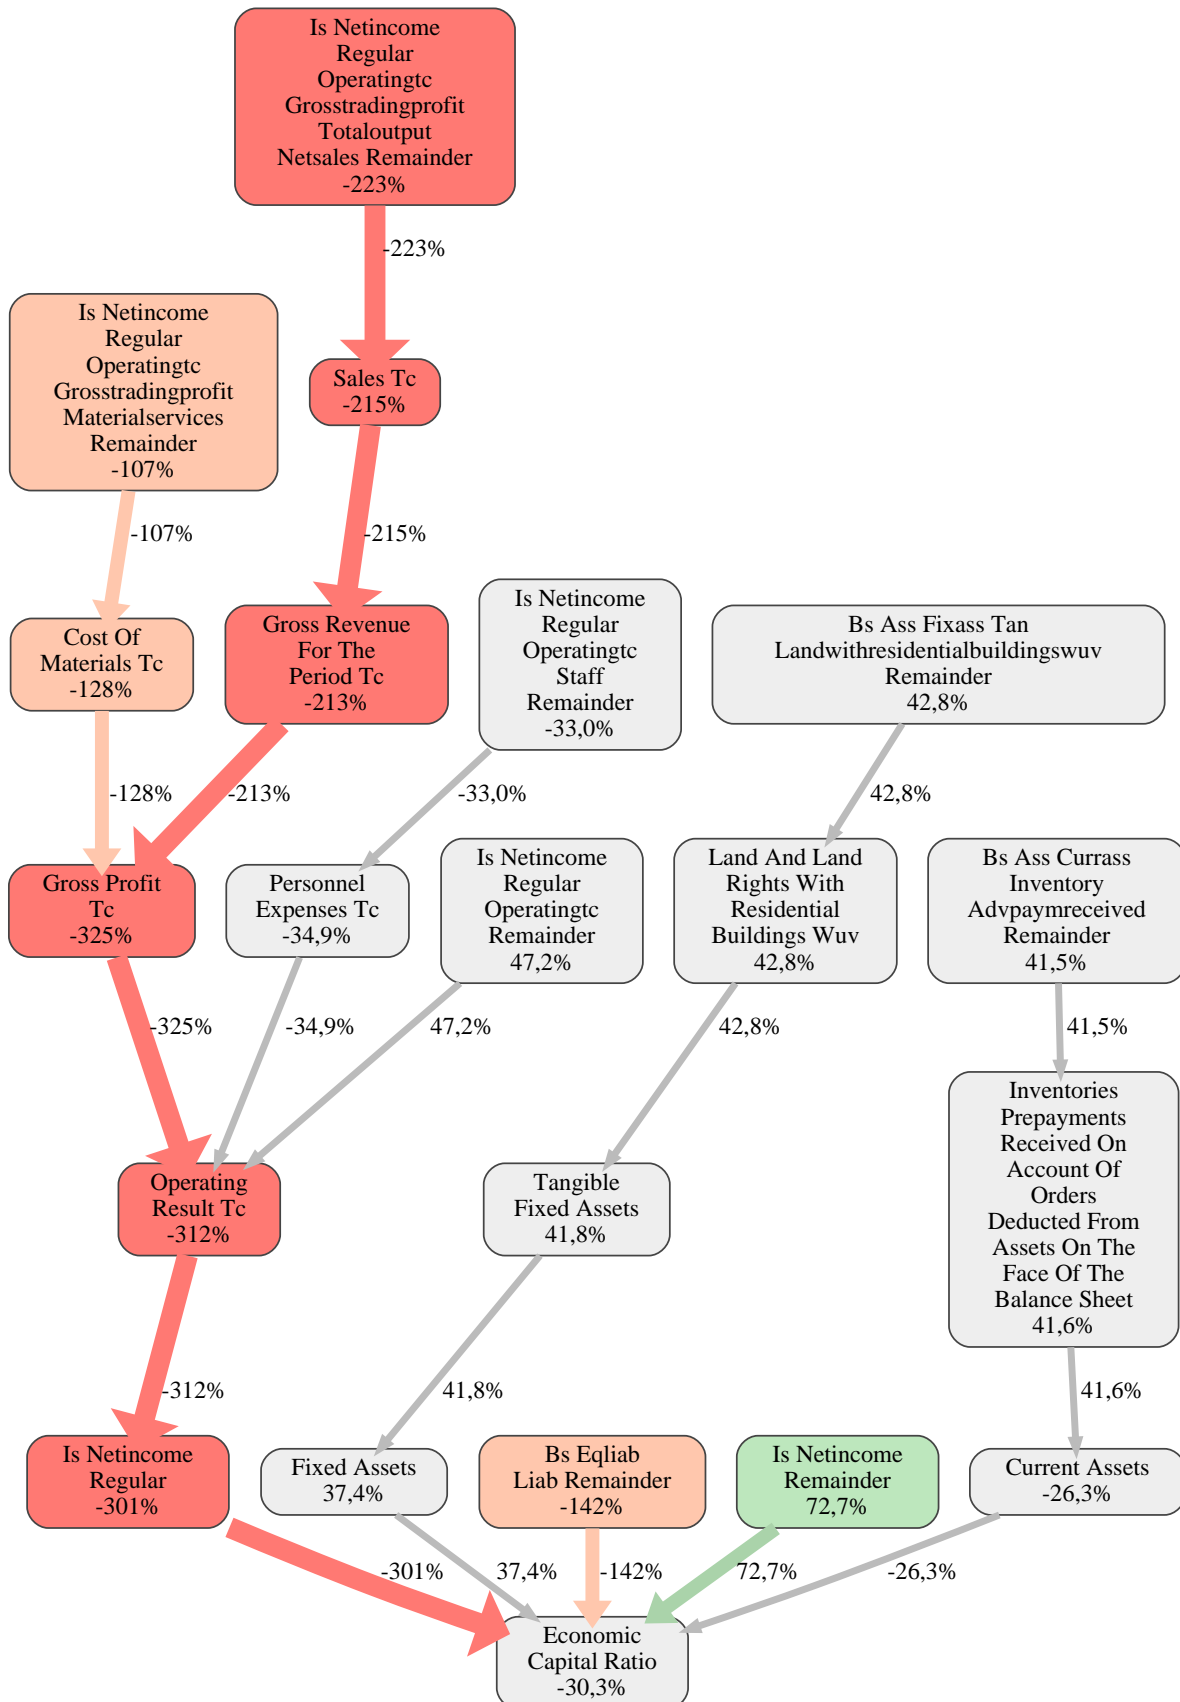 Is Netincome
Regular
Operatingtc
Grosstradingprofit
Totaloutput
Netsales Remainder
-223%
-223%
Is Netincome
Regular
Operatingtc
Grosstradingprofit
Materialservices
Remainder
-107%
Sales Tc
-215%
-107%
-215%
Cost Of
Materials Tc
-128%
Gross Revenue
For The
Period Tc
-213%
Is Netincome
Regular
Operatingtc
Staff
Remainder
-33,0%
Bs Ass Fixass Tan
Landwithresidentialbuildingswuv
Remainder
42,8%
-128%
-213%
-33,0%
42,8%
Gross Profit
Tc
-325%
Personnel
Expenses Tc
-34,9%
Is Netincome
Regular
Operatingtc
Remainder
47,2%
Land And Land
Rights With
Residential
Buildings Wuv
42,8%
Bs Ass Currass
Inventory
Advpaymreceived
Remainder
41,5%
-325%
-34,9%
47,2%
42,8%
41,5%
Operating
Result Tc
-312%
Tangible
Fixed Assets
41,8%
Inventories
Prepayments
Received On
Account Of
Orders
Deducted From
Assets On The
Face Of The
Balance Sheet
41,6%
-312%
41,8%
41,6%
Is Netincome
Regular
-301%
Fixed Assets
37,4%
Bs Eqliab
Liab Remainder
-142%
Is Netincome
Remainder
72,7%
Current Assets
-26,3%
-301%
37,4%
-142%
72,7%
-26,3%
Economic
Capital Ratio
-30,3%